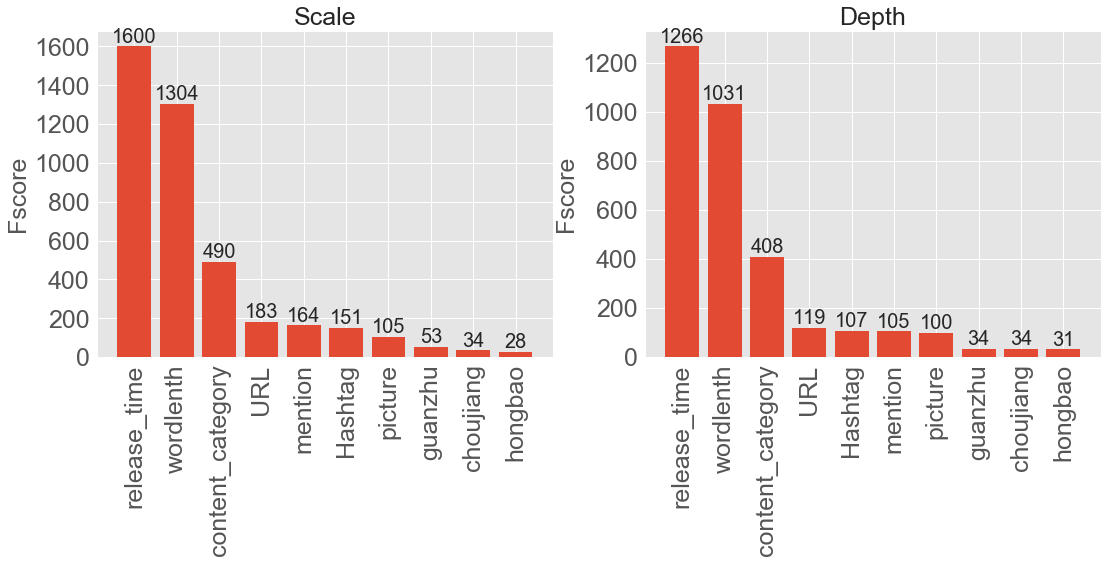 Scale
Fscore
1600
1400
1200
1000
800
600
400
200
0
1600
1304
490
183
164
151
105
53
34
28
release_time
wordlenth
content_category
URL
mention
Hashtag
picture
guanzhu
choujiang
hongbao
Depth
Fscore
1200
1000
800
600
400
200
0
1266
1031
408
119
107
105
100
34
34
31
release_time
wordlenth
content_category
URL
Hashtag
mention
picture
guanzhu
choujiang
hongbao